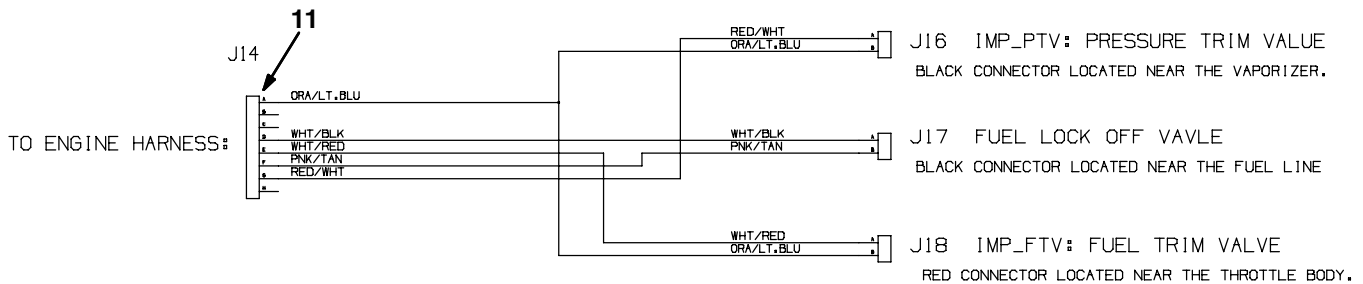 11
J14
TO ENGINE HARNESS:
A ORA/LT.BLU
B
C
D WHT/BLK
E WHT/RED
F PNK/TAN
G RED/WHT
H
RED/WHT A
ORA/LT.BLU B
J16 IMP_PTV: PRESSURE TRIM VALUE
BLACK CONNECTOR LOCATED NEAR THE VAPORIZER.
WHT/BLK A
PNK/TAN B
J17 FUEL LOCK OFF VAVLE
BLACK CONNECTOR LOCATED NEAR THE FUEL LINE
WHT/RED A
ORA/LT.BLU B
J18 IMP_FTV: FUEL TRIM VALVE
RED CONNECTOR LOCATED NEAR THE THROTTLE BODY.